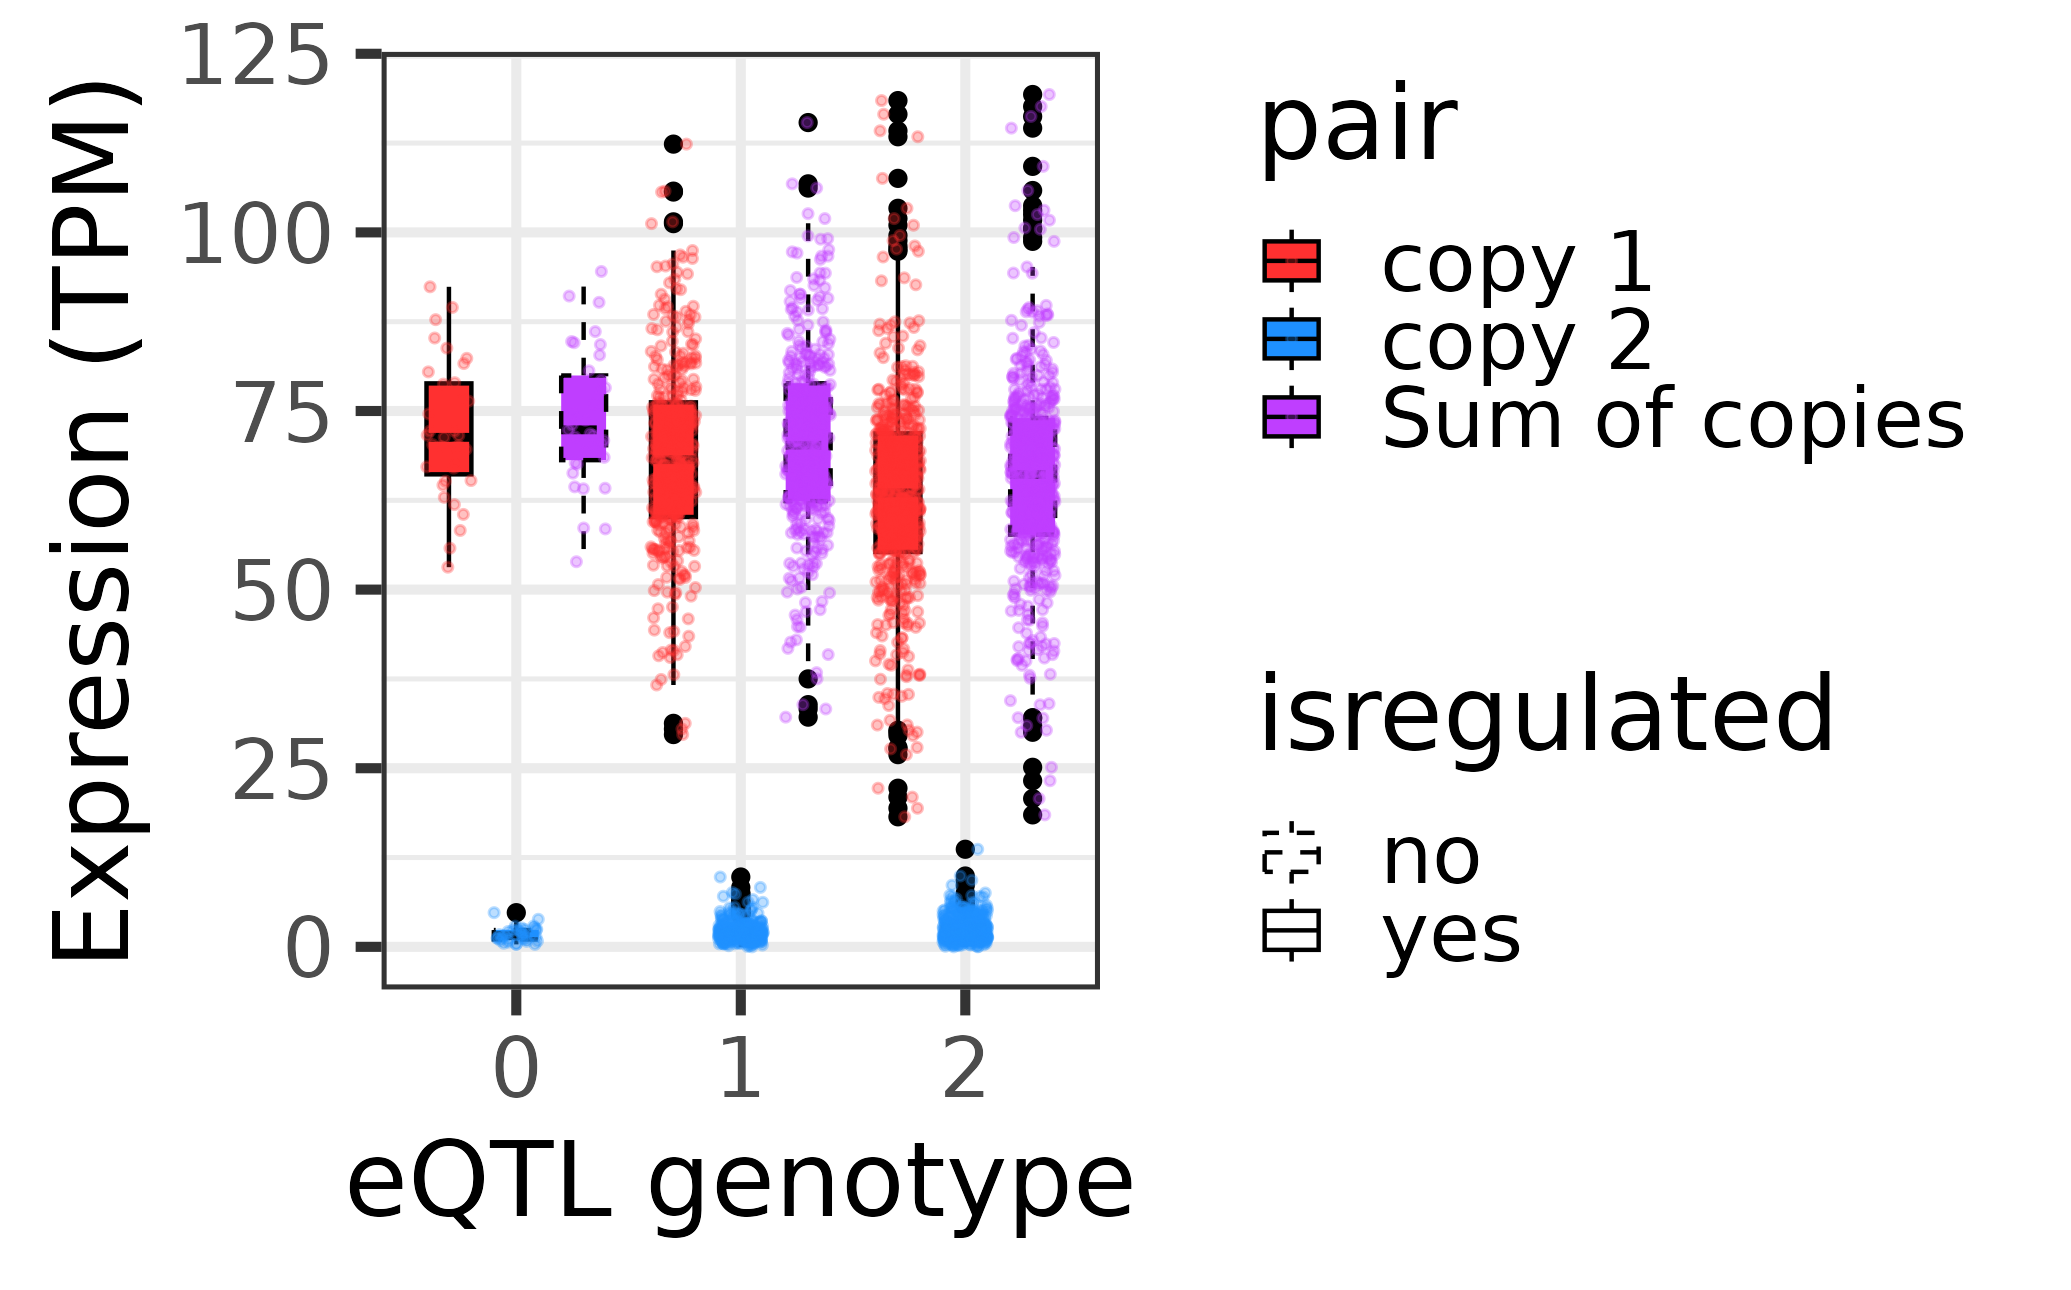 Expression (TPM)
125
100
75
50
25
0
0 1 2
eQTL genotype
pair
copy 1
copy 2
Sum of copies
isregulated
no
yes